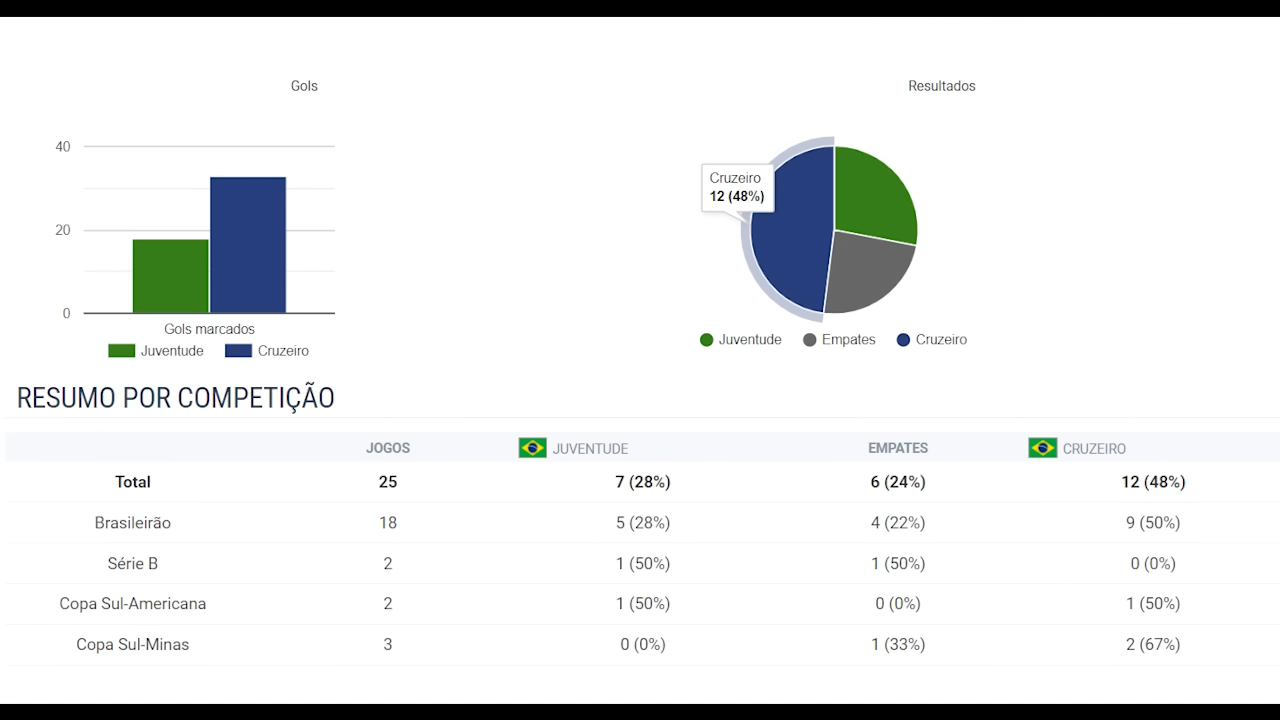 Gols
40
20
0
Gols marcados
Juventude Cruzeiro
Resultados
Cruzeiro
12 (48%)
Juventude Empates Cruzeiro
RESUMO POR COMPETIÇÃO
JOGOS JUVENTUDE EMPATES CRUZEIRO
Total 25 7 (28%) 6 (24%) 12 (48%)
Brasileirão 18 5 (28%) 4 (22%) 9 (50%)
Série B 2 1 (50%) 1 (50%) 0 (0%)
Copa Sul-Americana 2 1 (50%) 0 (0%) 1 (50%)
Copa Sul-Minas 3 0 (0%) 1 (33%) 2 (67%)